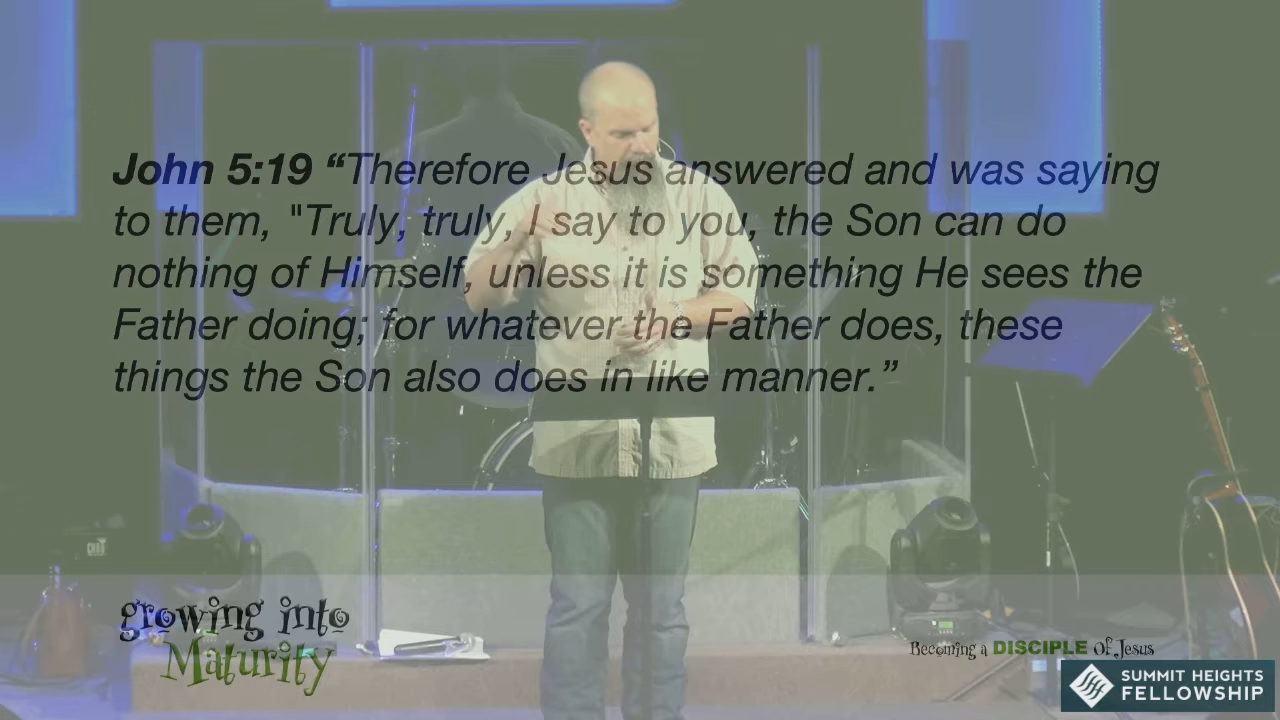 John 5:19 “Therefore Jesus answered and was saying
to them, "Truly, truly, I say to you, the Son can do
nothing of Himself, unless it is something He sees the
Father doing; for whatever the Father does, these
things the Son also does in like manner.”
growing into
Maturity
Becoming a DISCIPLE Of Jesus
SUMMIT HEIGHTS
FELLOWSHIP